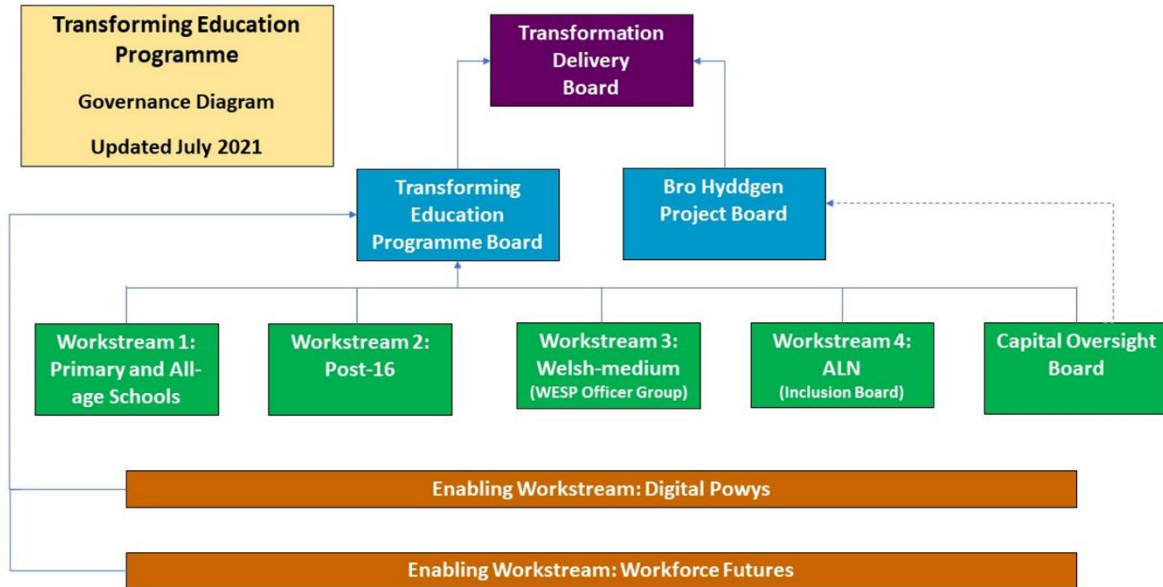 Transforming Education
Programme
Governance Diagram
Updated July 2021
Transformation
Delivery
Board
Transforming
Education
Programme Board
Bro Hyddgen
Project Board
Workstream 1:
Primary and All-
age Schools
Workstream 2:
Post-16
Workstream 3:
Welsh-medium
(WESP Officer Group)
Workstream 4:
ALN
(Inclusion Board)
Capital Oversight
Board
Enabling Workstream: Digital Powys
Enabling Workstream: Workforce Futures